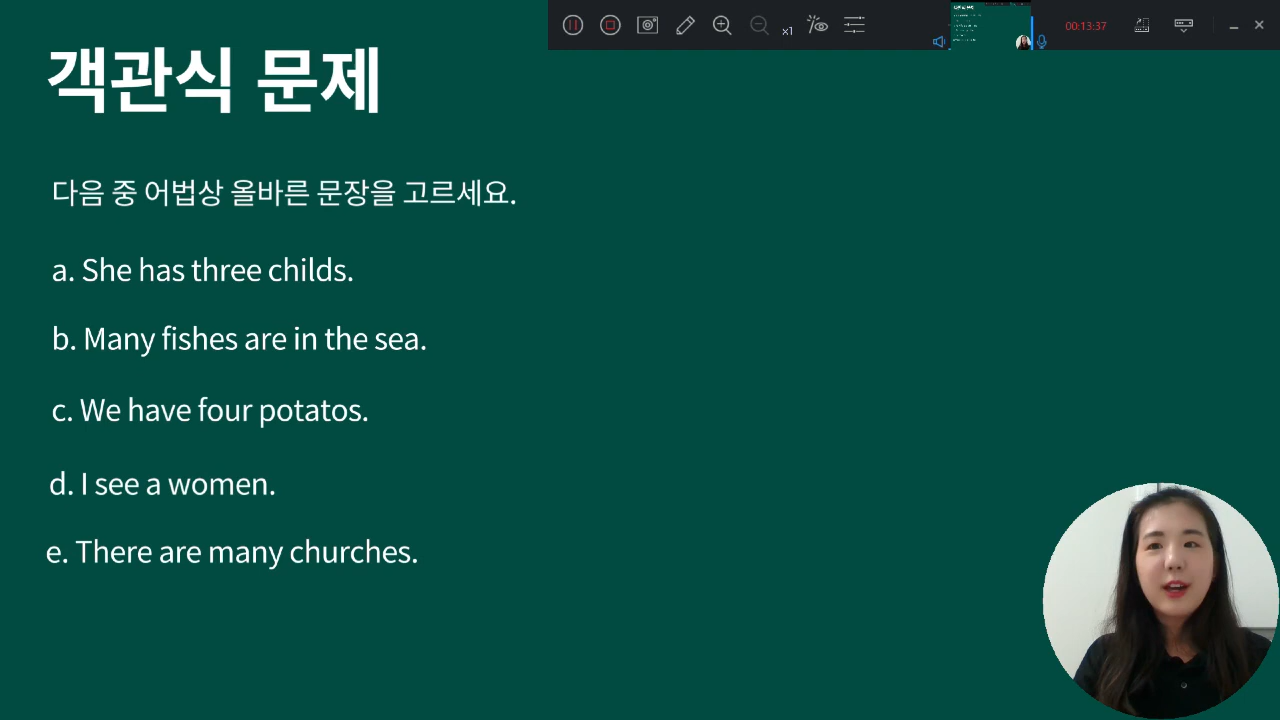 x1
00:13:37
객관식 문제
다음 중 어법상 올바른 문장을 고르세요.
a. She has three childs.
b. Many fishes are in the sea.
c. We have four potatos.
d. I see a women.
e. There are many churches.